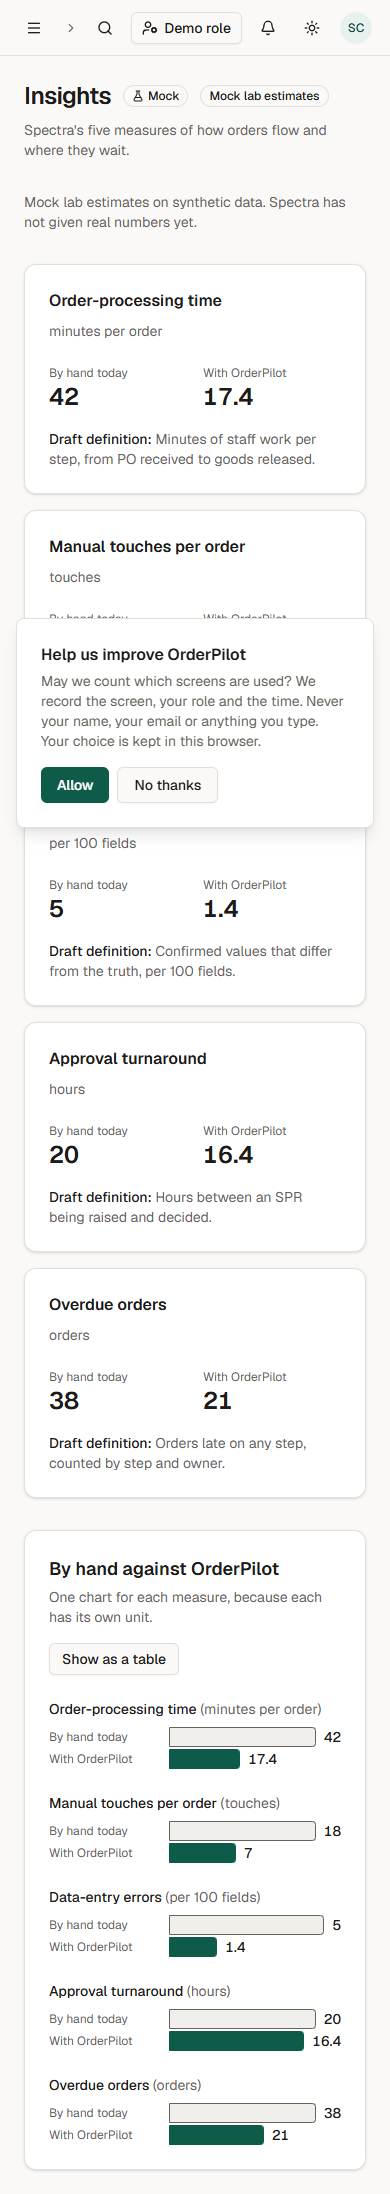 Demo role
SC
Insights
Mock
Mock lab estimates
Spectra's five measures of how orders flow and
where they wait.
Mock lab estimates on synthetic data. Spectra has
not given real numbers yet.
Order-processing time
minutes per order
By hand today
With OrderPilot
42
17.4
Draft definition: Minutes of staff work per
step, from PO received to goods released.
Manual touches per order
touches
By hand today
With OrderPilot
Help us improve OrderPilot
May we count which screens are used? We
record the screen, your role and the time. Never
your name, your email or anything you type.
Your choice is kept in this browser.
Allow
No thanks
per 100 fields
By hand today
With OrderPilot
5
1.4
Draft definition: Confirmed values that differ
from the truth, per 100 fields.
Approval turnaround
hours
By hand today
With OrderPilot
20
16.4
Draft definition: Hours between an SPR
being raised and decided.
Overdue orders
orders
By hand today
With OrderPilot
38
21
Draft definition: Orders late on any step,
counted by step and owner.
By hand against OrderPilot
One chart for each measure, because each
has its own unit.
Show as a table
Order-processing time (minutes per order)
By hand today 42
With OrderPilot 17.4
Manual touches per order (touches)
By hand today 18
With OrderPilot 7
Data-entry errors (per 100 fields)
By hand today 5
With OrderPilot 1.4
Approval turnaround (hours)
By hand today 20
With OrderPilot 16.4
Overdue orders (orders)
By hand today 38
With OrderPilot 21